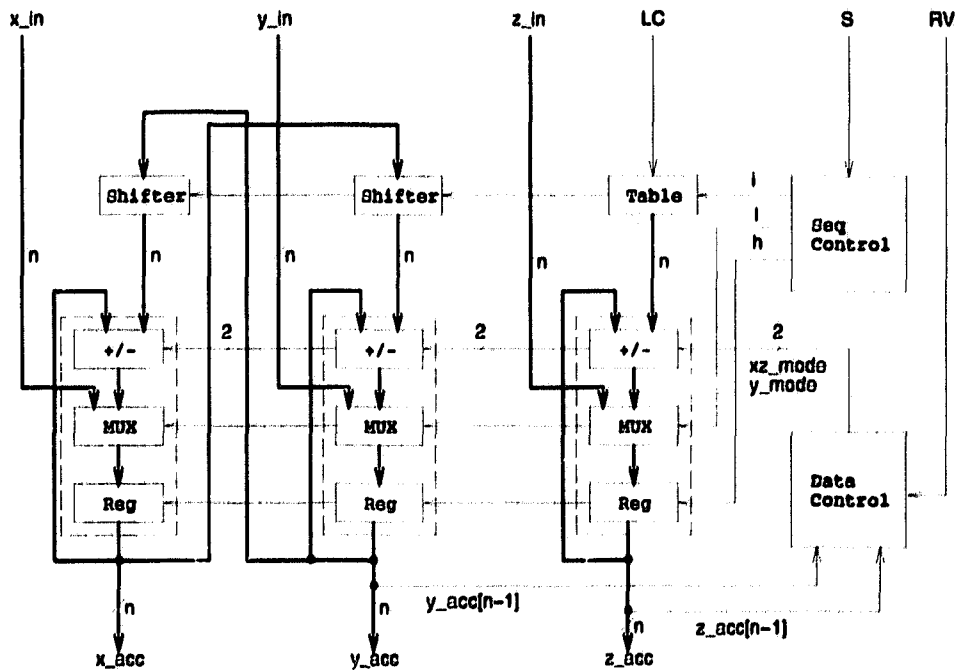 x_in y_in z_in LC S RV
Shifter Shifter Table i Seq Control
l
h
n n n n n n
+/- 2 +/- 2 +/- 2
xz_mode
y_mode
MUX MUX MUX
Reg Reg Reg Data Control
n n y_acc[n-1] n z_acc[n-1]
x_acc y_acc z_acc